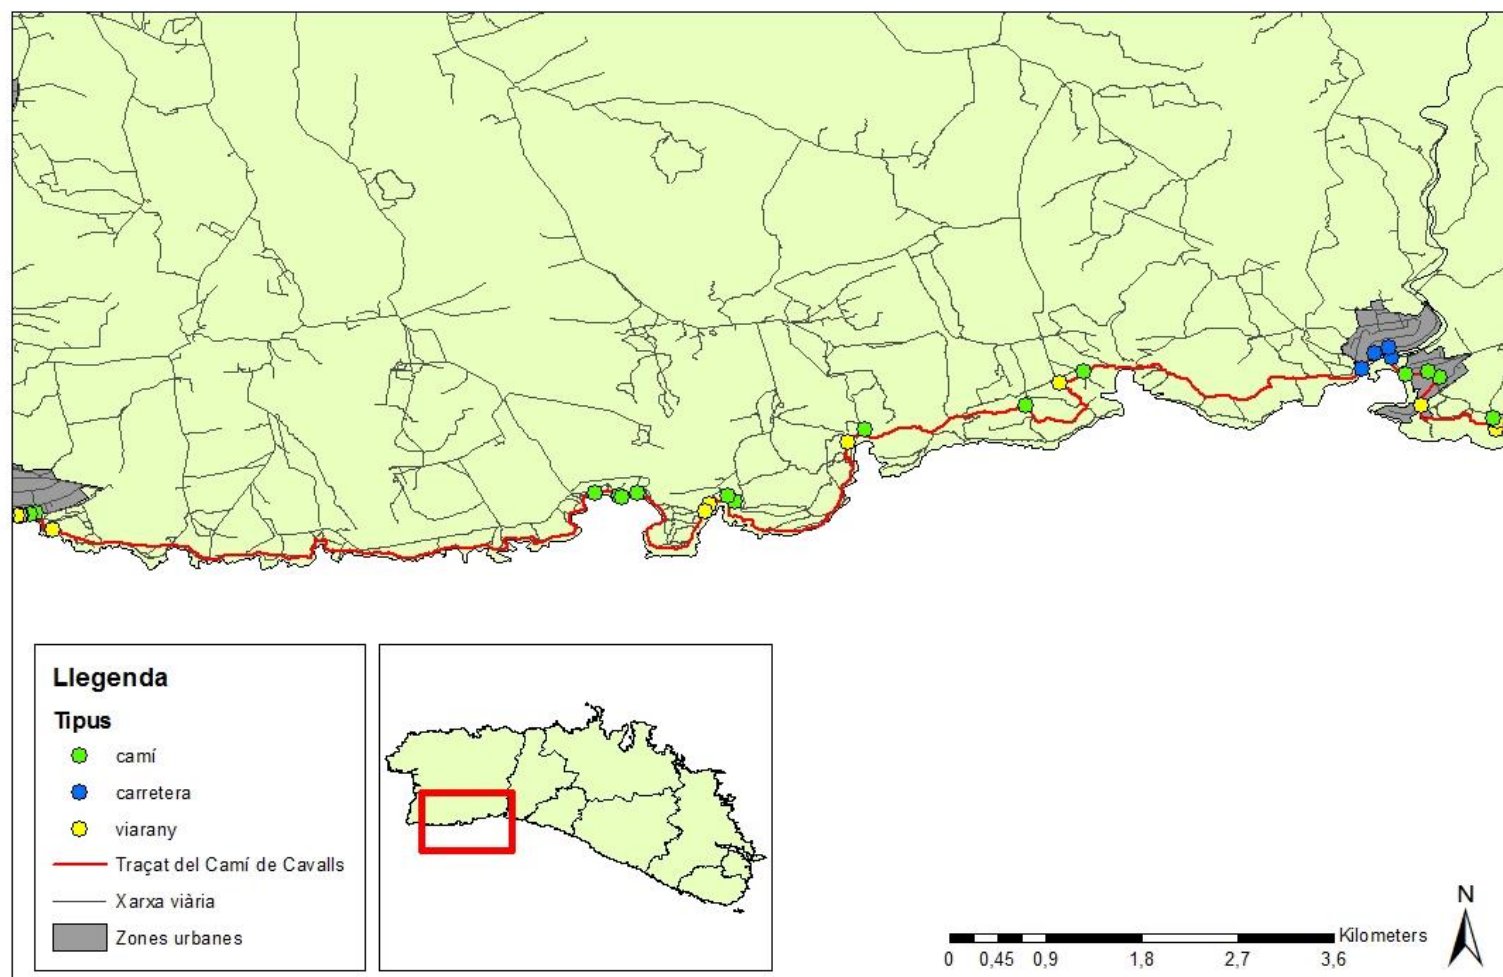 Llegenda
Tipus
camí
carretera
viarany
Traçat del Camí de Cavalls
Xarxa viària
Zones urbanes
N
Kilometers
0 0,45 0,9 1,8 2,7 3,6